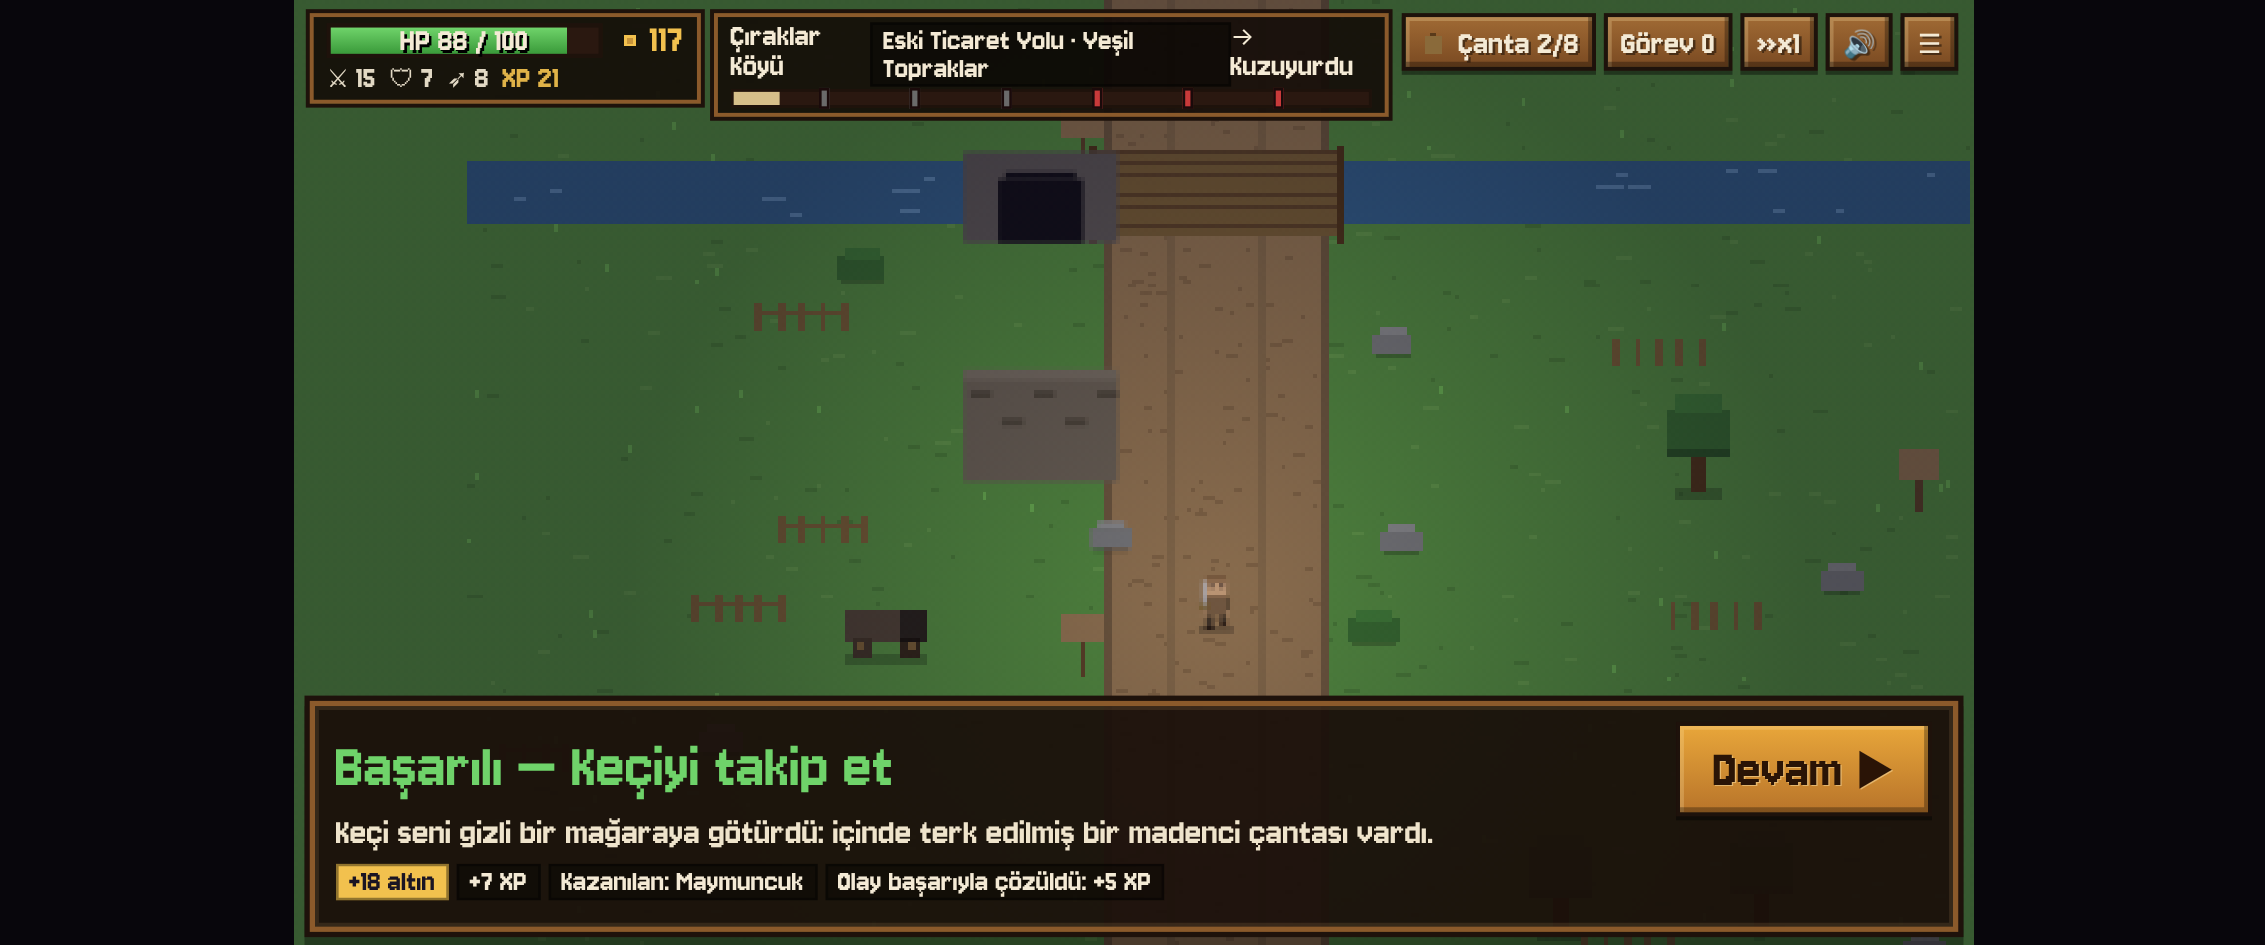 HP 88 / 100
117
15 7 8 XP 21
Çıraklar Köyü
Eski Ticaret Yolu · Yeşil Topraklar
→ Kuzuyurdu
Çanta 2/8
Görev 0
»x1
Başarılı — Keçiyi takip et
Devam ▶
Keçi seni gizli bir mağaraya götürdü: içinde terk edilmiş bir madenci çantası vardı.
+18 altın
+7 XP
Kazanılan: Maymuncuk
Olay başarıyla çözüldü: +5 XP